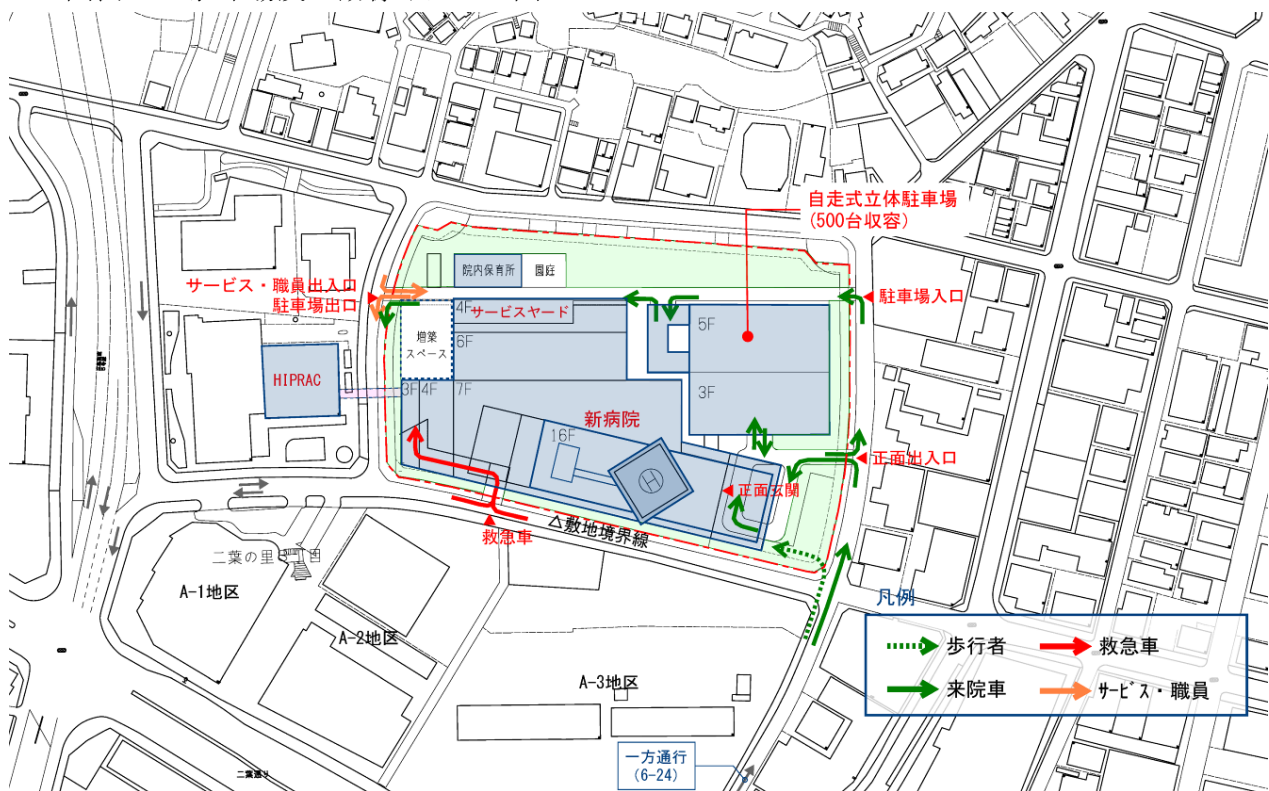 自走式立体駐車場
(500台収容)
院内保育所
園庭
サービス・職員出入口
駐車場出口
駐車場入口
4F
サービスヤード
5F
増築
スペース
6F
HIPRAC
3F
4F
7F
3F
新病院
16F
正面出入口
H
正面玄関
救急車
△敷地境界線
二葉の里
A-1地区
A-2地区
A-3地区
凡例
歩行者
救急車
来院車
サービス・職員
一方通行
(6-24)
二葉通り